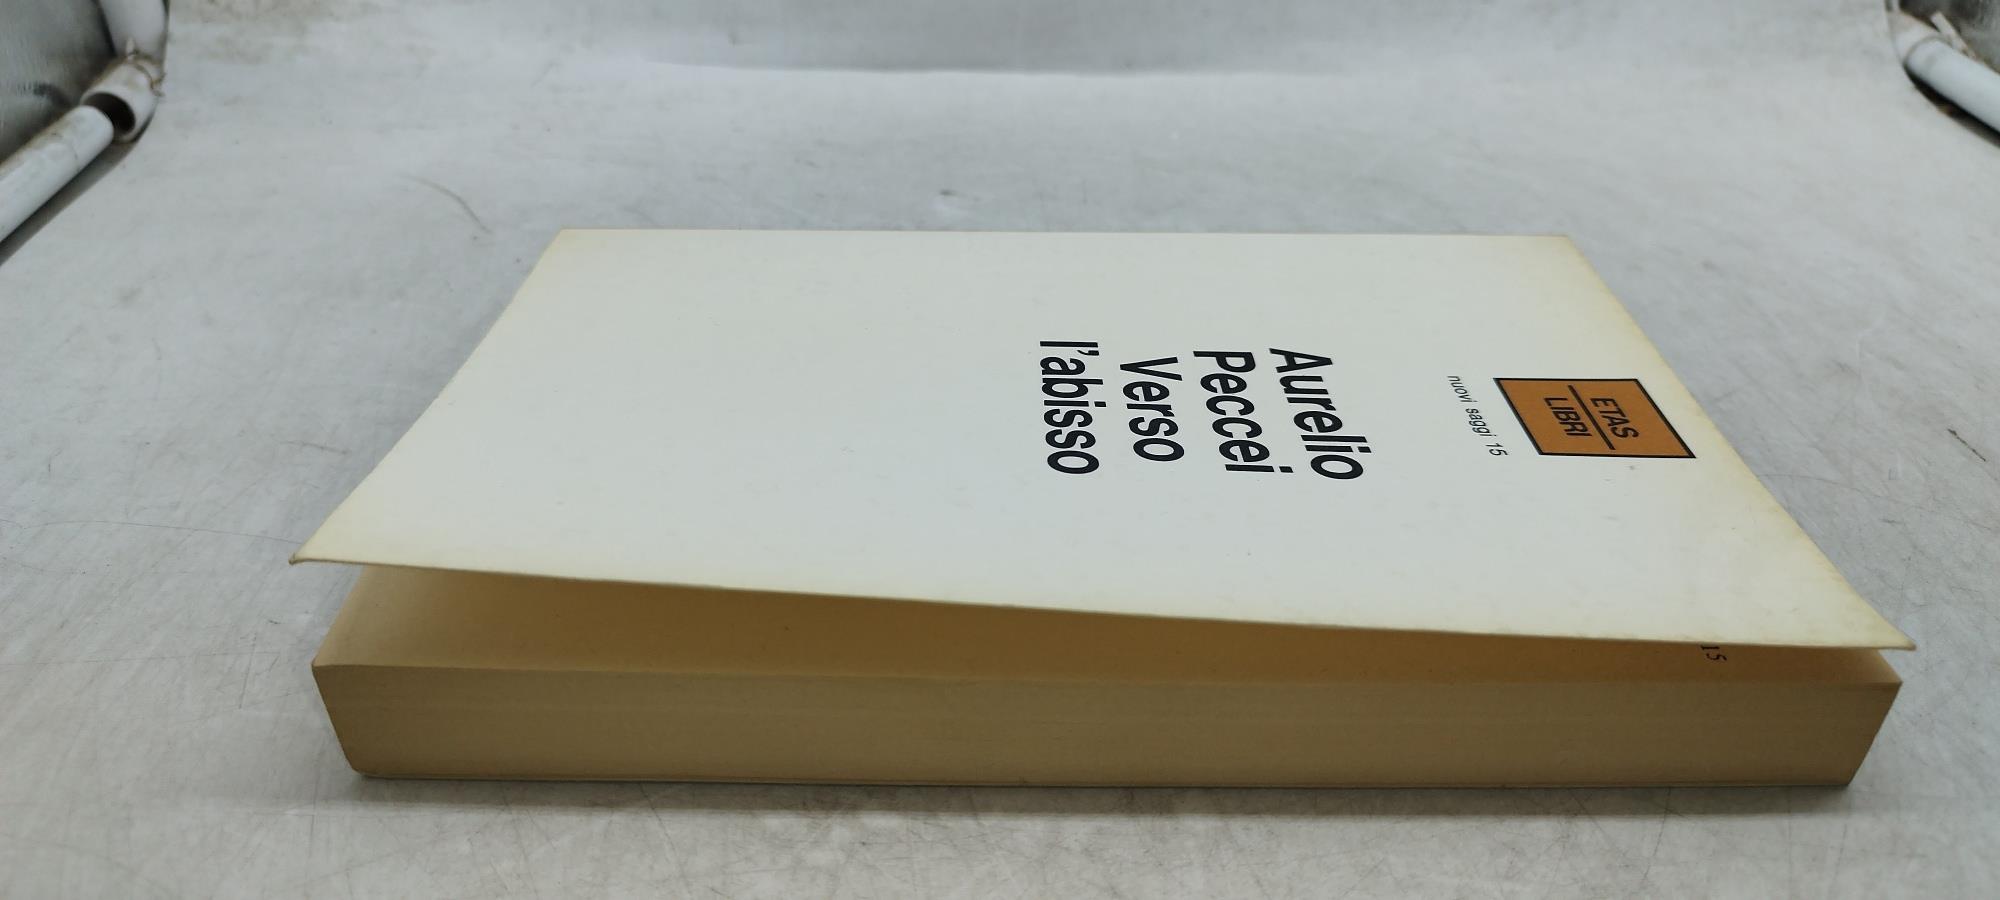 ETAS
LIBRI
nuovi saggi 15
Aurelio
Peccei
Verso
l'abisso
15